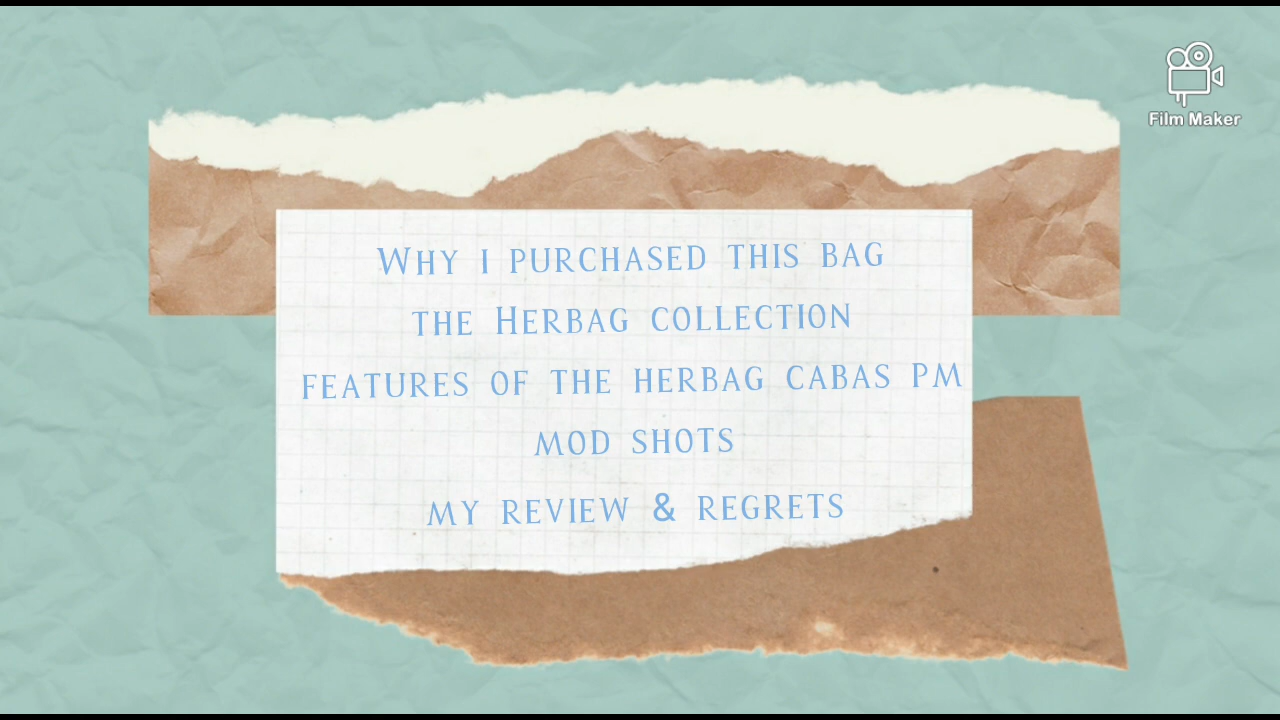 Film Maker
Why I purchased this bag
the Herbag collection
features of the herbag cabas PM
mod shots
my review & regrets